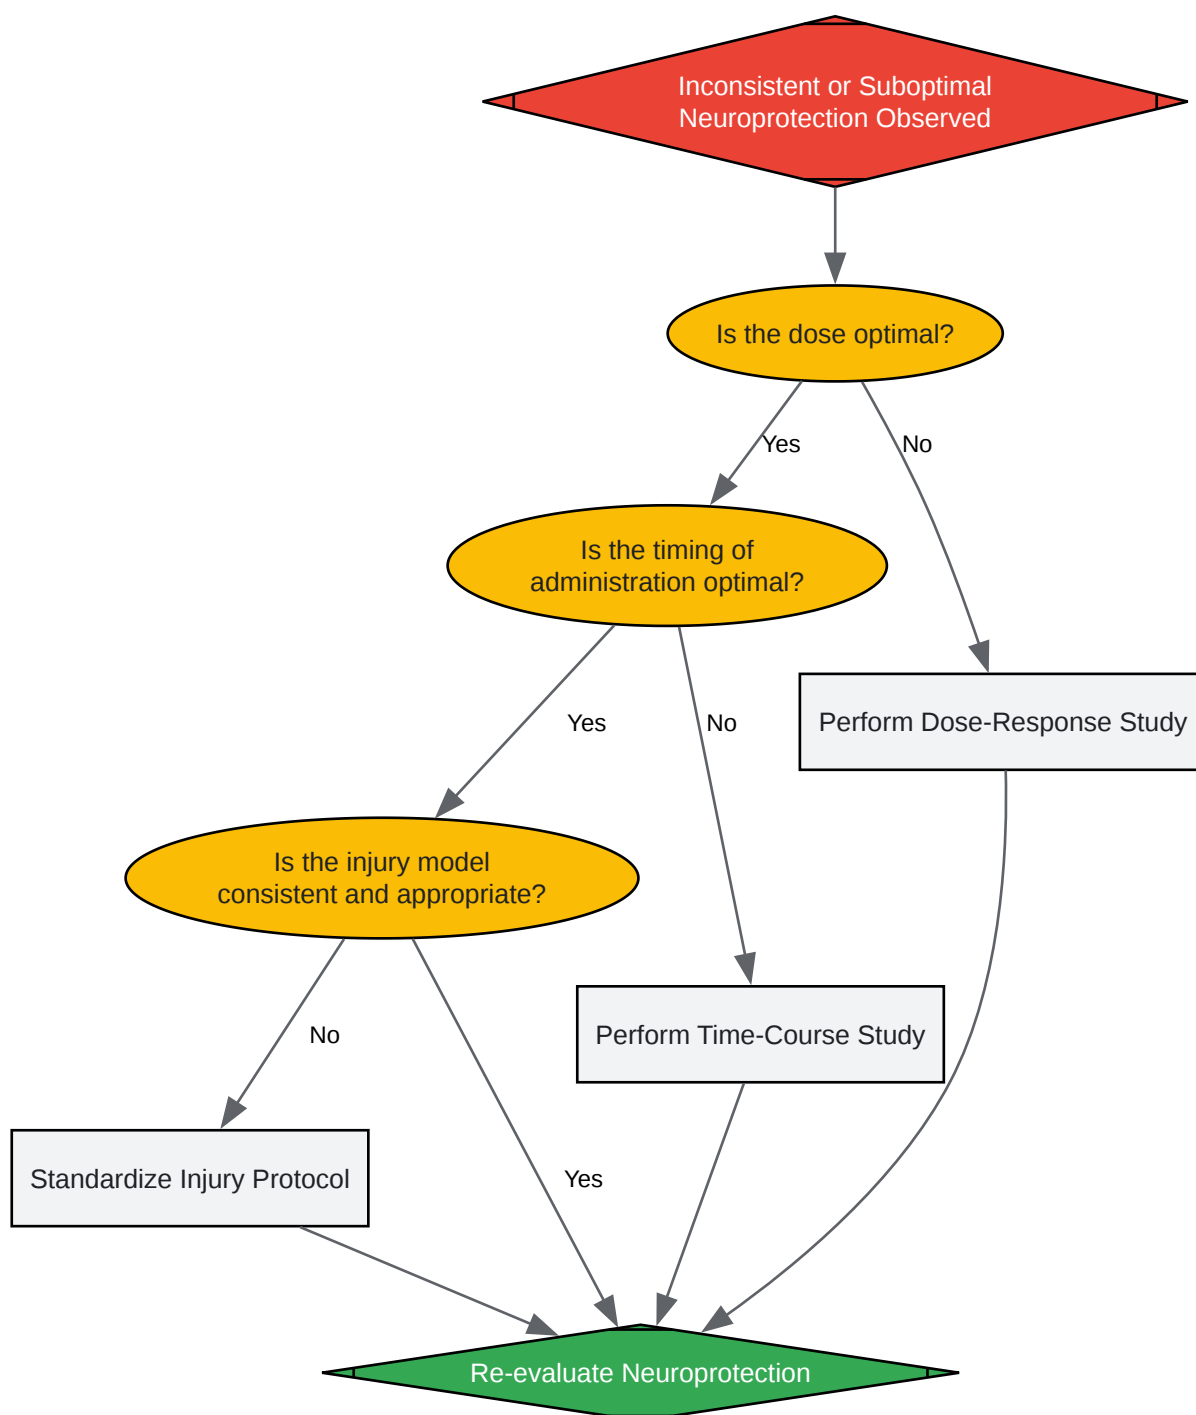 Inconsistent or Suboptimal
Neuroprotection Observed
Is the dose optimal?
Yes
No
Is the timing of
administration optimal?
Perform Dose-Response Study
Yes
No
Is the injury model
consistent and appropriate?
Perform Time-Course Study
No
Standardize Injury Protocol
Yes
Re-evaluate Neuroprotection